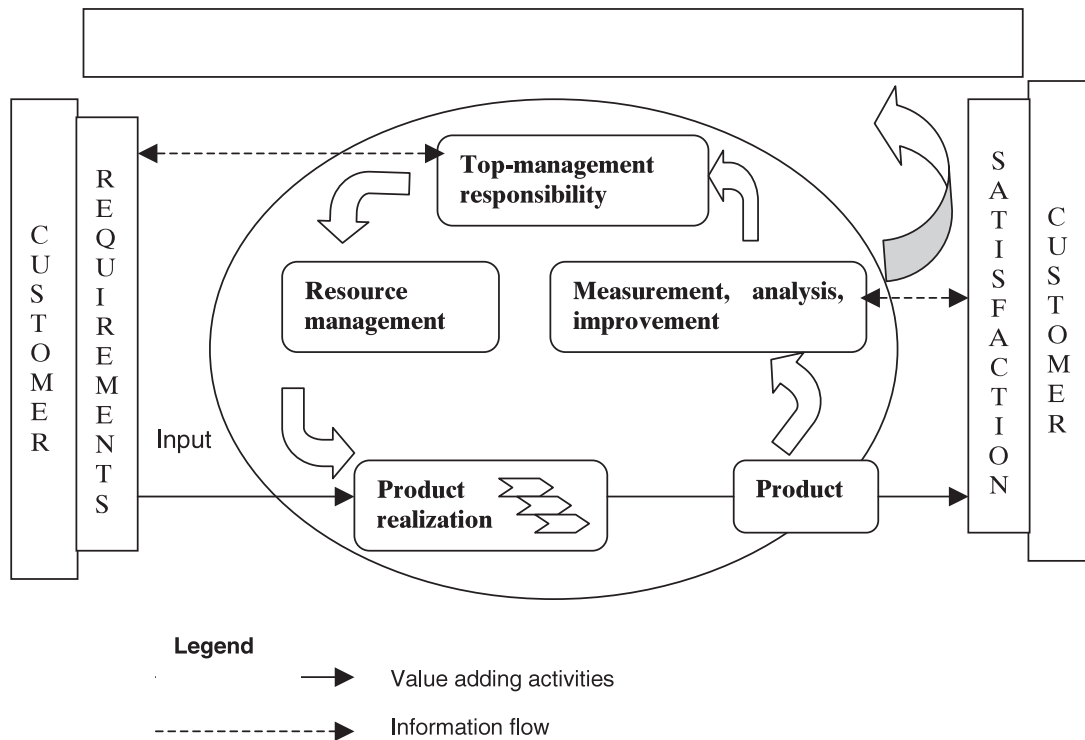 CUSTOMER
REQUIREMENTS
Top-management
responsibility
Resource
management
Measurement, analysis,
improvement
Input
Product
realization
Product
SATISFACTION
CUSTOMER
Legend
Value adding activities
Information flow